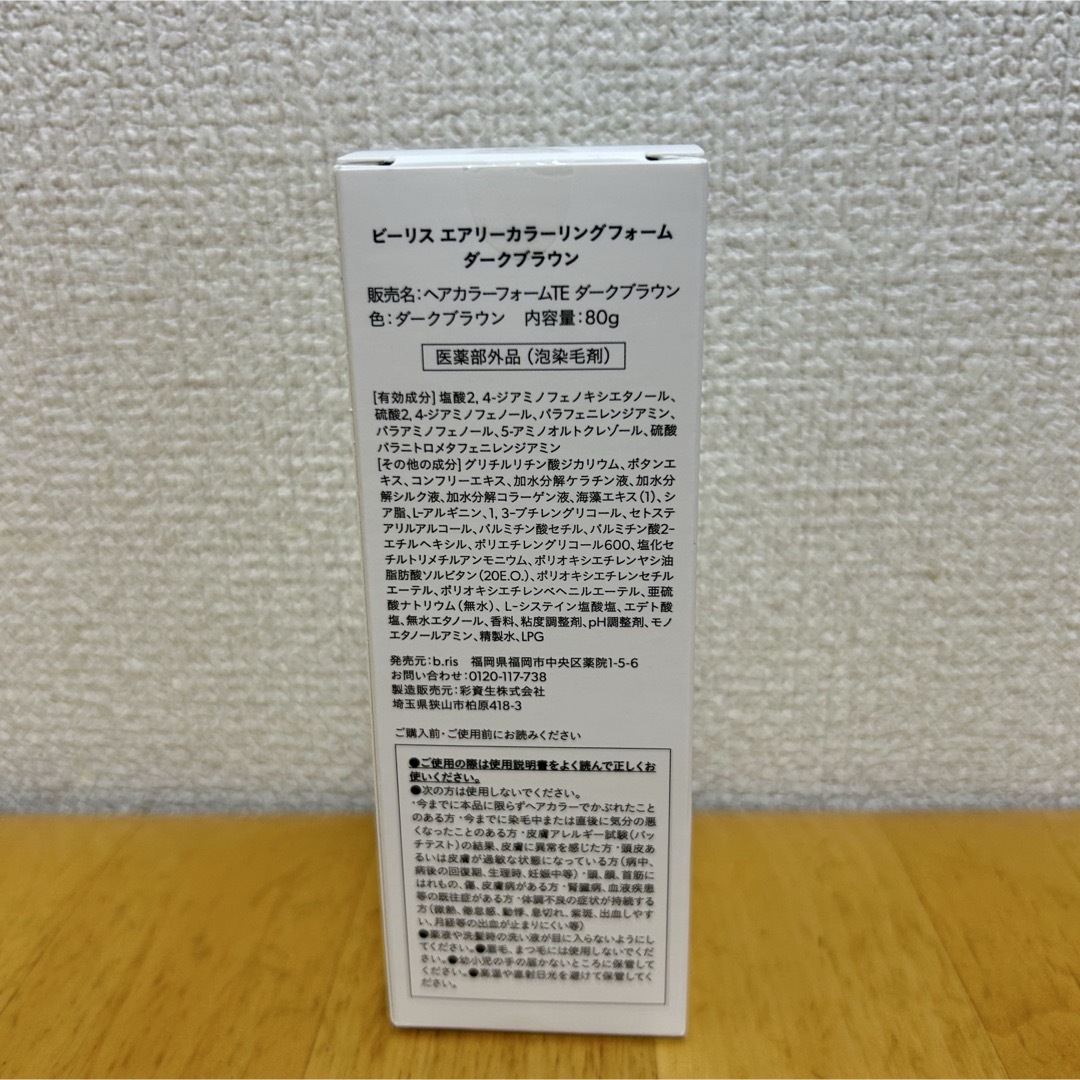 ビーリス エアリーカラーリングフォーム
ダークブラウン
販売名：ヘアカラーフォームTE ダークブラウン
色：ダークブラウン　内容量：80g
医薬部外品（泡染毛剤）
[有効成分]塩酸2，4-ジアミノフェノキシエタノール、
硫酸2，4-ジアミノフェノール、パラフェニレンジアミン、
パラアミノフェノール、5-アミノオルトクレゾール、硫酸
パラニトロメタフェニレンジアミン
[その他の成分]グリチルリチン酸ジカリウム、ボタンエ
キス、コンフリーエキス、加水分解ケラチン液、加水分
解シルク液、加水分解コラーゲン液、海藻エキス（1）、シ
ア脂、L-アルギニン、1，3-ブチレングリコール、セトステ
アリルアルコール、パルミチン酸セチル、パルミチン酸2-
エチルヘキシル、ポリエチレングリコール600、塩化セ
チルトリメチルアンモニウム、ポリオキシエチレンヤシ油
脂肪酸ソルビタン（20E.O.）、ポリオキシエチレンセチル
エーテル、ポリオキシエチレンベヘニルエーテル、亜硫
酸ナトリウム（無水）、L-システイン塩酸塩、エデト酸
塩、無水エタノール、香料、粘度調整剤、pH調整剤、モノ
エタノールアミン、精製水、LPG
発売元：b.ris　福岡県福岡市中央区薬院1-5-6
お問い合わせ：0120-117-738
製造販売元：彩資生株式会社
埼玉県狭山市柏原418-3
ご購入前・ご使用前にお読みください
●ご使用の際は使用説明書をよく読んで正しくお
使いください。
●次の方は使用しないでください。
・今までに本品に限らずヘアカラーでかぶれたこと
のある方・今までに染毛中または直後に気分の悪
くなったことのある方・皮膚アレルギー試験（パッ
チテスト）の結果、皮膚に異常を感じた方・頭皮あ
るいは皮膚が過敏な状態になっている方（病中、
病後の回復期、生理時、妊娠中等）・頭、顔、首筋に
はれもの、傷、皮膚病がある方・腎臓病、血液疾患
等の既往症がある方・体調不良の症状が持続する
方（微熱、倦怠感、動悸、息切れ、紫斑、出血しやす
い、月経等の出血が止まりにくい等）
●薬液や洗髪時の洗い液が目に入らないようにし
てください。●眉毛、まつ毛には使用しないでくだ
さい。●幼小児の手の届かないところに保管して
ください。●高温や直射日光を避けて保管してく
ださい。